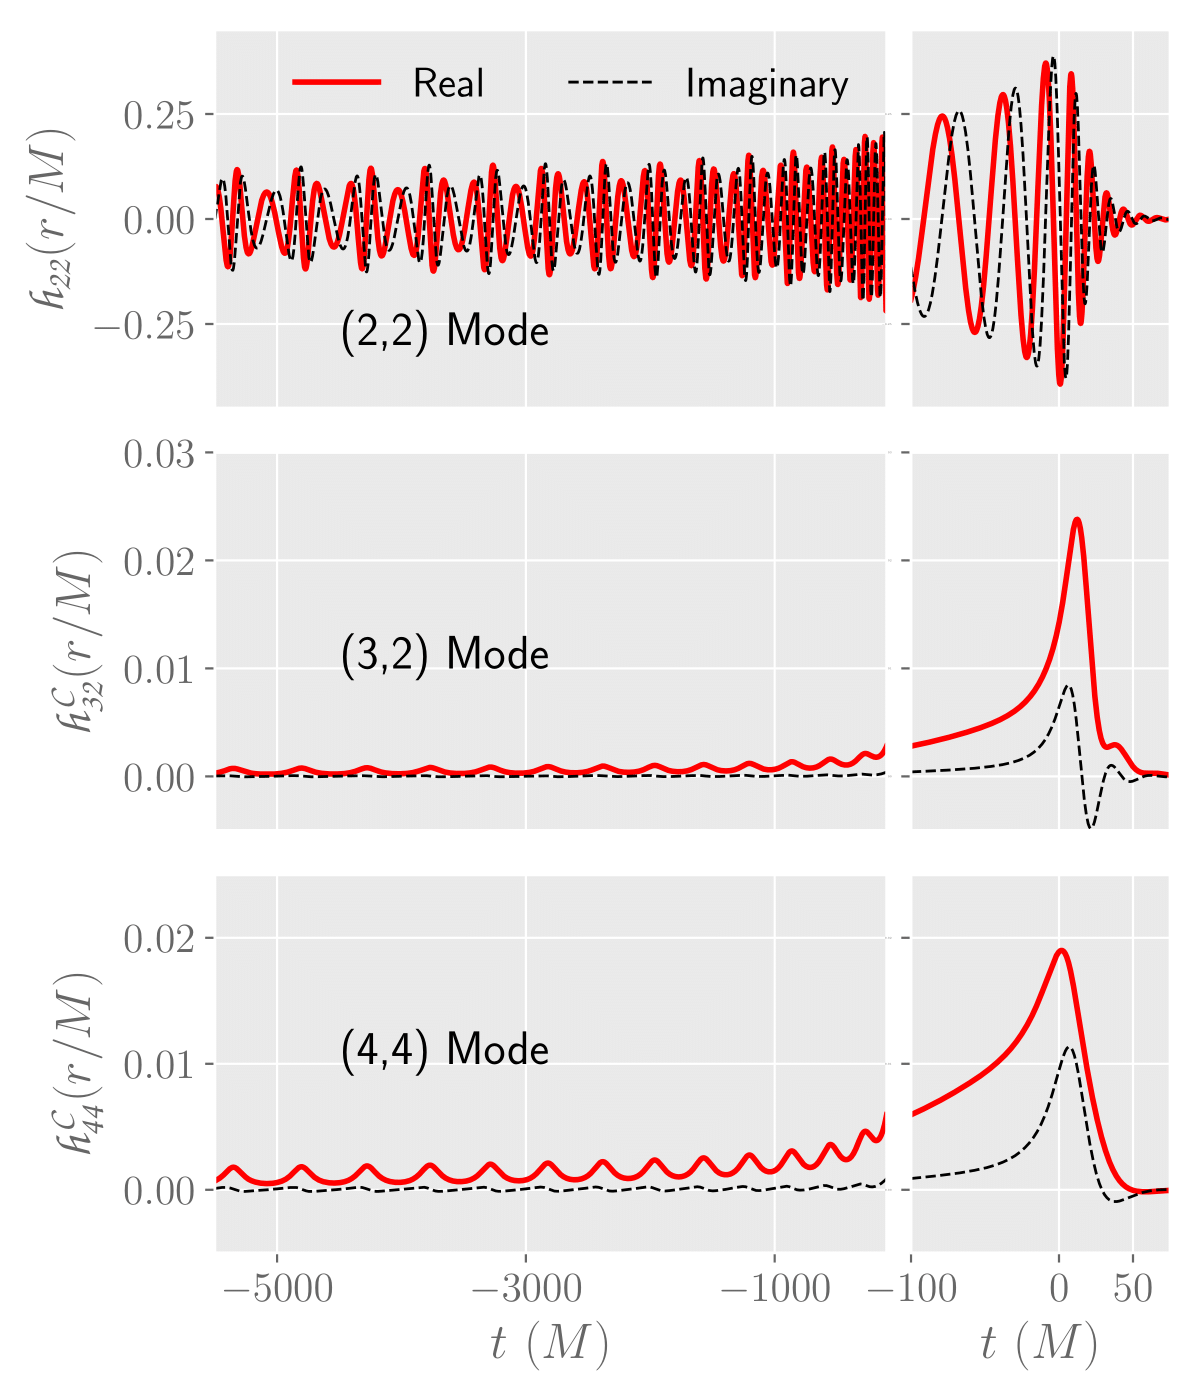 Real Imaginary
0.25
0.00
−0.25
h22(r/M)
(2,2) Mode
0.03
0.02
0.01
0.00
h32^C(r/M)
(3,2) Mode
0.02
0.01
0.00
h44^C(r/M)
(4,4) Mode
−5000 −3000 −1000 −100 0 50
t (M) t (M)